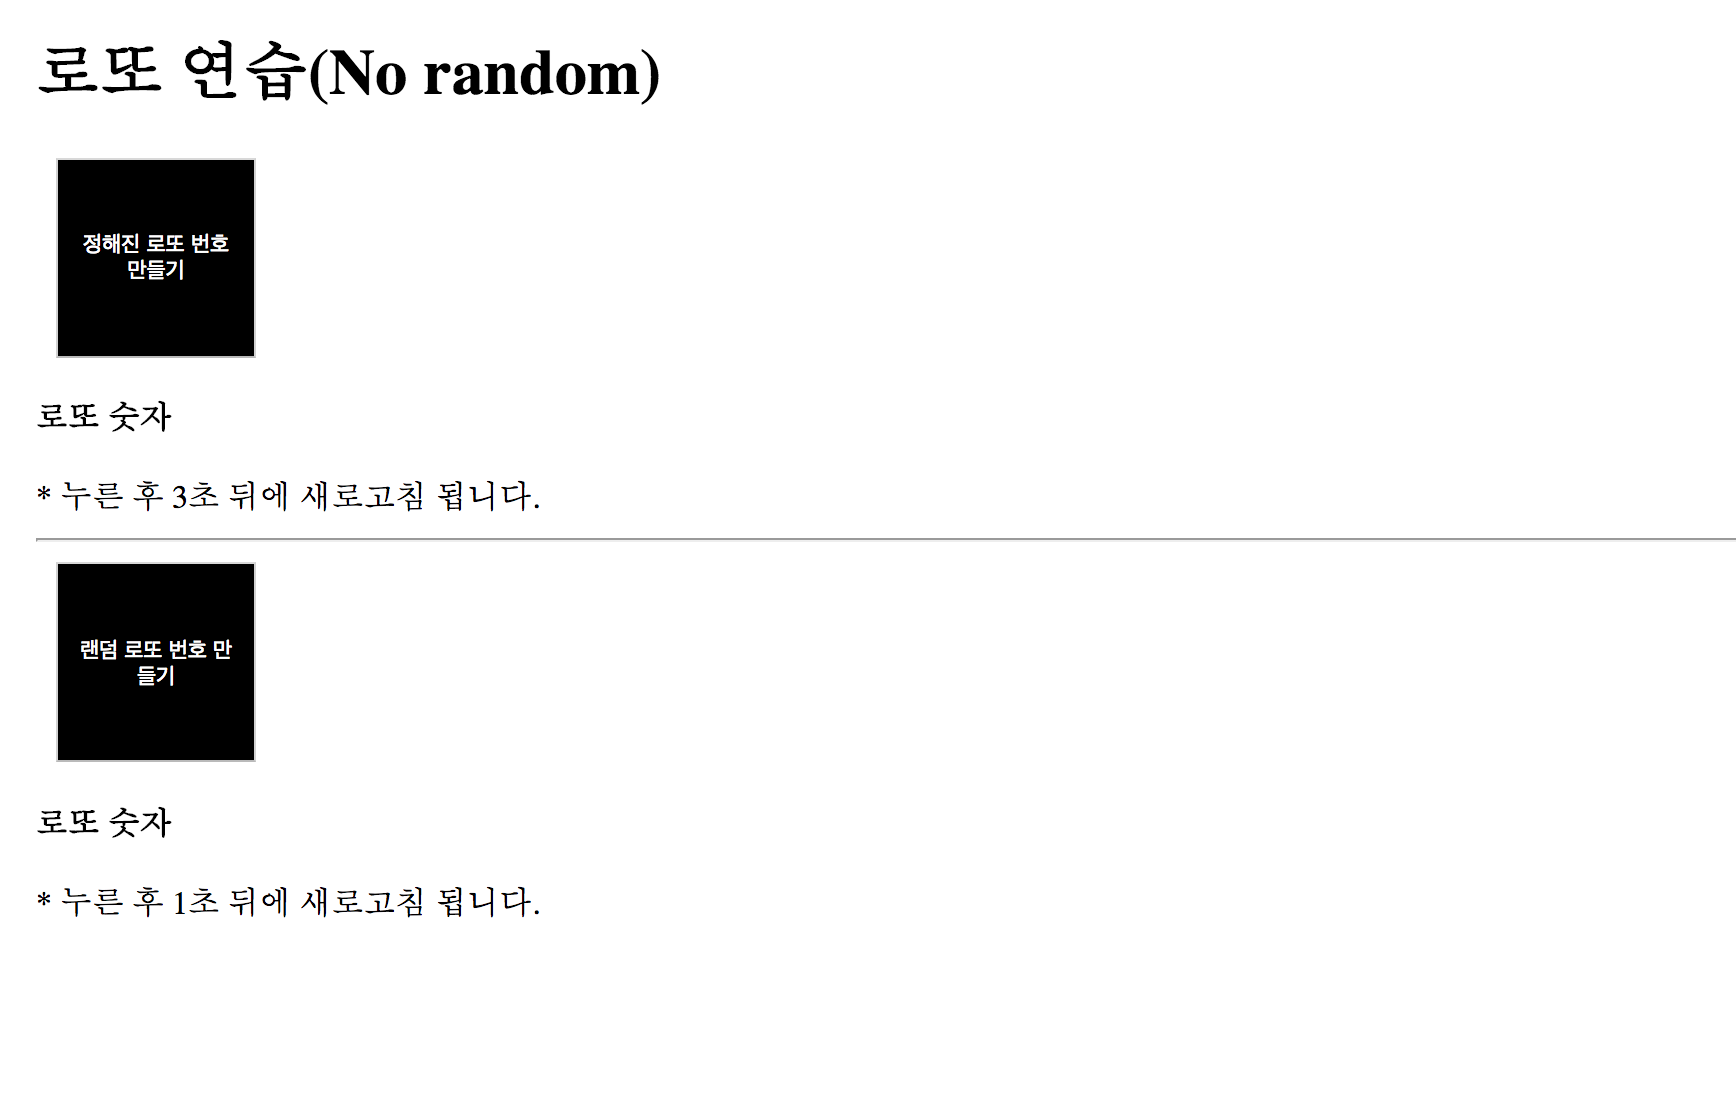 로또 연습(No random)
정해진 로또 번호
만들기
로또 숫자
* 누른 후 3초 뒤에 새로고침 됩니다.
랜덤 로또 번호 만
들기
로또 숫자
* 누른 후 1초 뒤에 새로고침 됩니다.